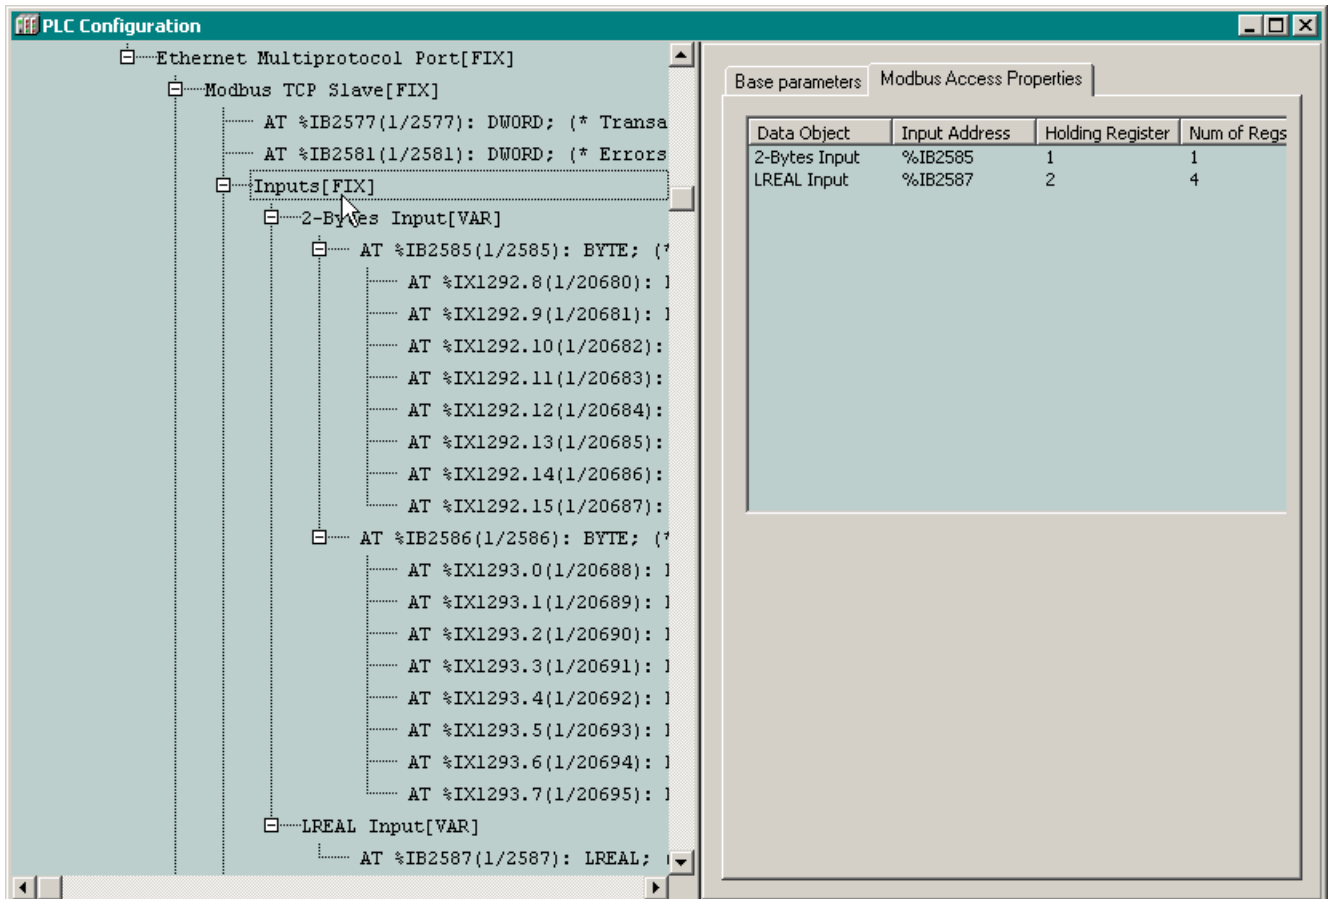 PLC Configuration
Ethernet Multiprotocol Port[FIX]
Modbus TCP Slave[FIX]
AT %IB2577(1/2577): DWORD; (* Transa
AT %IB2581(1/2581): DWORD; (* Errors
Inputs[FIX]
2-Bytes Input[VAR]
AT %IB2585(1/2585): BYTE; (*
AT %IX1292.8(1/20680):
AT %IX1292.9(1/20681):
AT %IX1292.10(1/20682):
AT %IX1292.11(1/20683):
AT %IX1292.12(1/20684):
AT %IX1292.13(1/20685):
AT %IX1292.14(1/20686):
AT %IX1292.15(1/20687):
AT %IB2586(1/2586): BYTE; (*
AT %IX1293.0(1/20688):
AT %IX1293.1(1/20689):
AT %IX1293.2(1/20690):
AT %IX1293.3(1/20691):
AT %IX1293.4(1/20692):
AT %IX1293.5(1/20693):
AT %IX1293.6(1/20694):
AT %IX1293.7(1/20695):
LREAL Input[VAR]
AT %IB2587(1/2587): LREAL;
Base parameters Modbus Access Properties
Data Object Input Address Holding Register Num of Regs
2-Bytes Input %IB2585 1 1
LREAL Input %IB2587 2 4